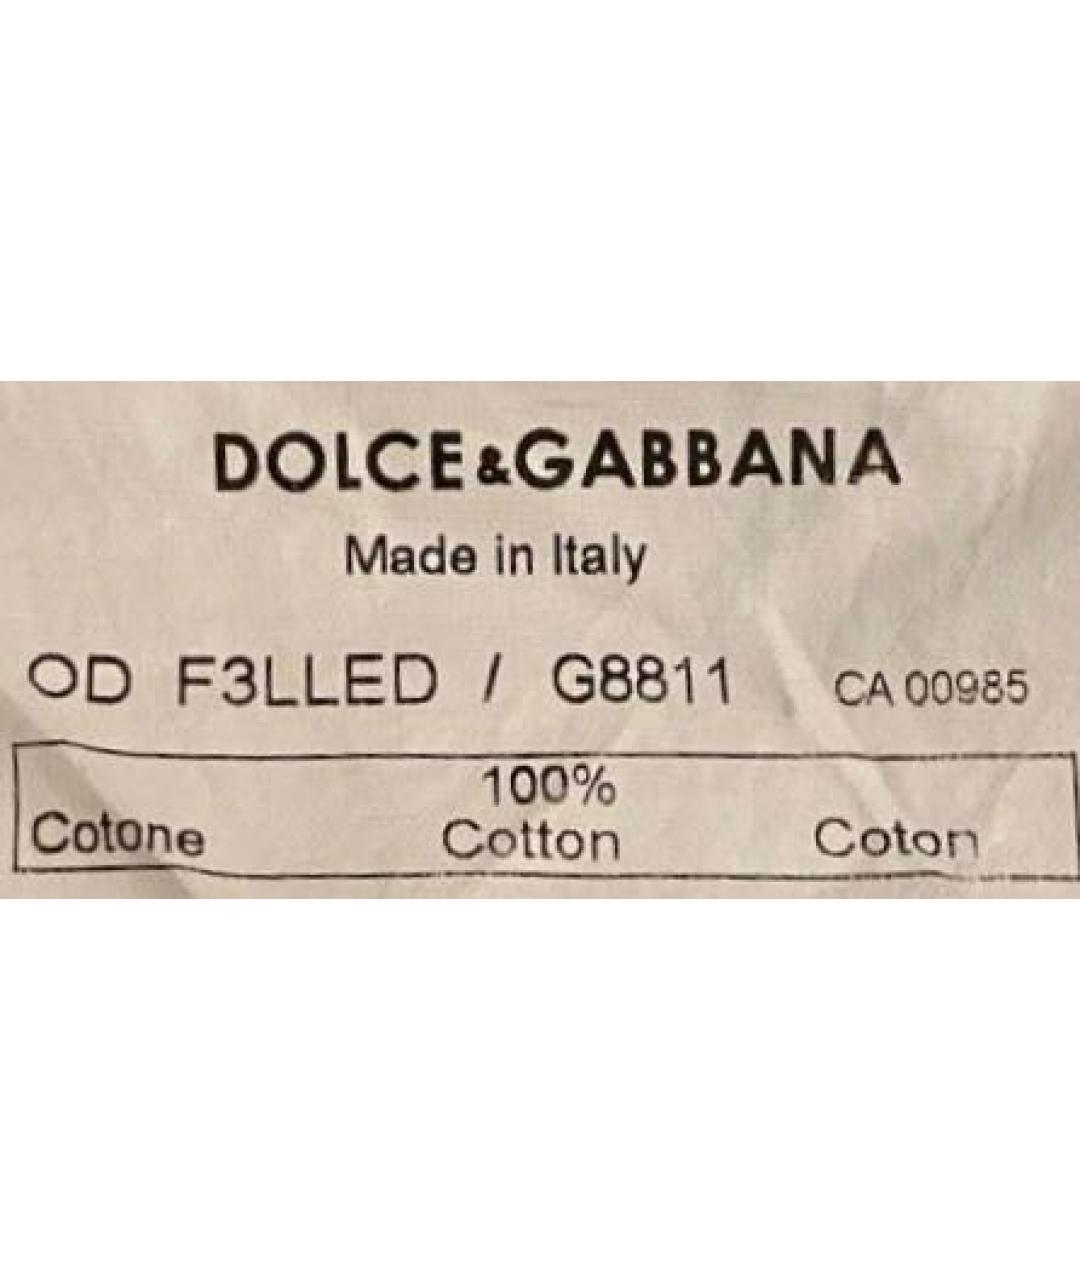 DOLCE&GABBANA
Made in Italy
OD F3LLED / G8811 CA 00985
100%
Cotone Cotton Coton